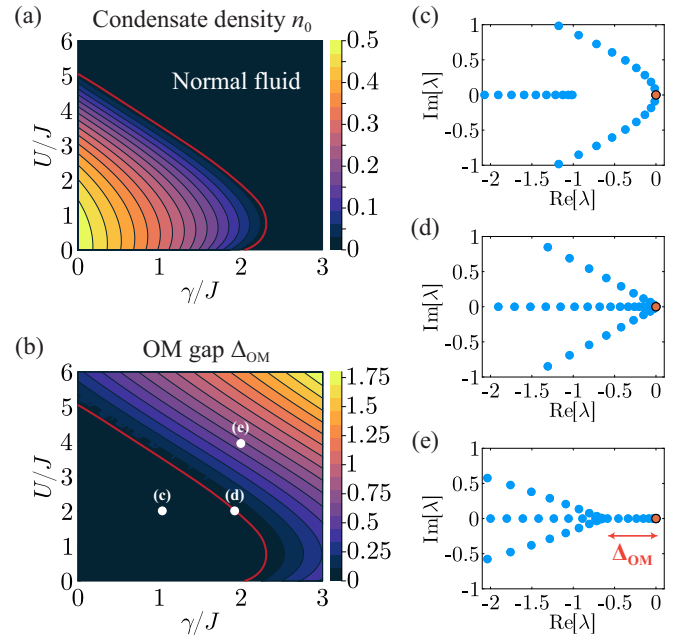 (a) Condensate density n₀
Normal fluid
U/J
6
5
4
3
2
1
0
0 1 2 3
γ/J
0.5
0.4
0.3
0.2
0.1
0
(b) OM gap Δ_OM
(e)
(c) (d)
U/J
6
5
4
3
2
1
0
0 1 2 3
γ/J
1.75
1.5
1.25
1
0.75
0.5
0.25
0
(c)
Im[λ]
1
0.5
0
-0.5
-1
-2 -1.5 -1 -0.5 0
Re[λ]
(d)
Im[λ]
1
0.5
0
-0.5
-1
-2 -1.5 -1 -0.5 0
Re[λ]
(e)
Im[λ]
1
0.5
0
-0.5
-1
Δ_OM
-2 -1.5 -1 -0.5 0
Re[λ]